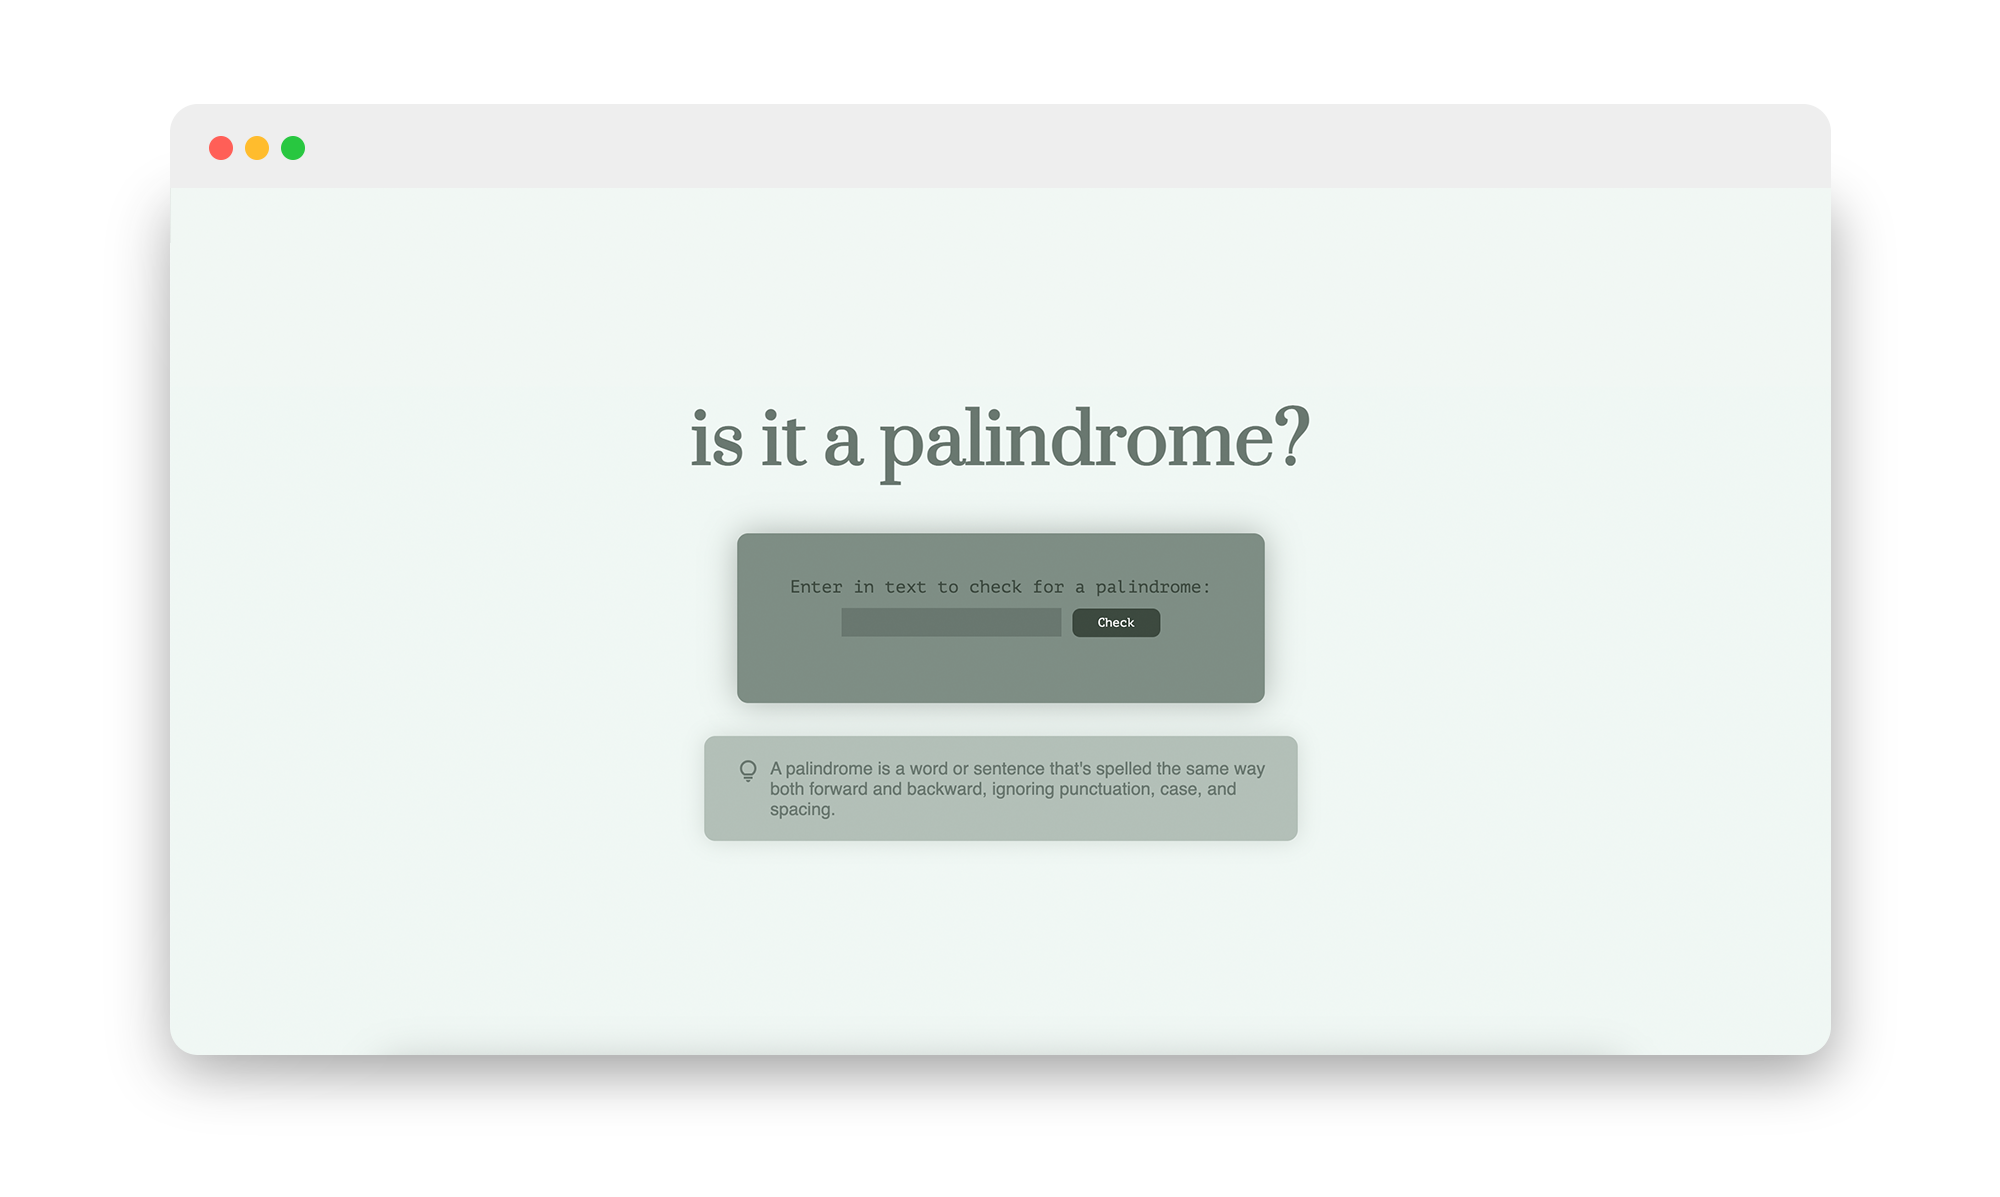 is it a palindrome?
Enter in text to check for a palindrome:
Check
A palindrome is a word or sentence that's spelled the same way
both forward and backward, ignoring punctuation, case, and
spacing.